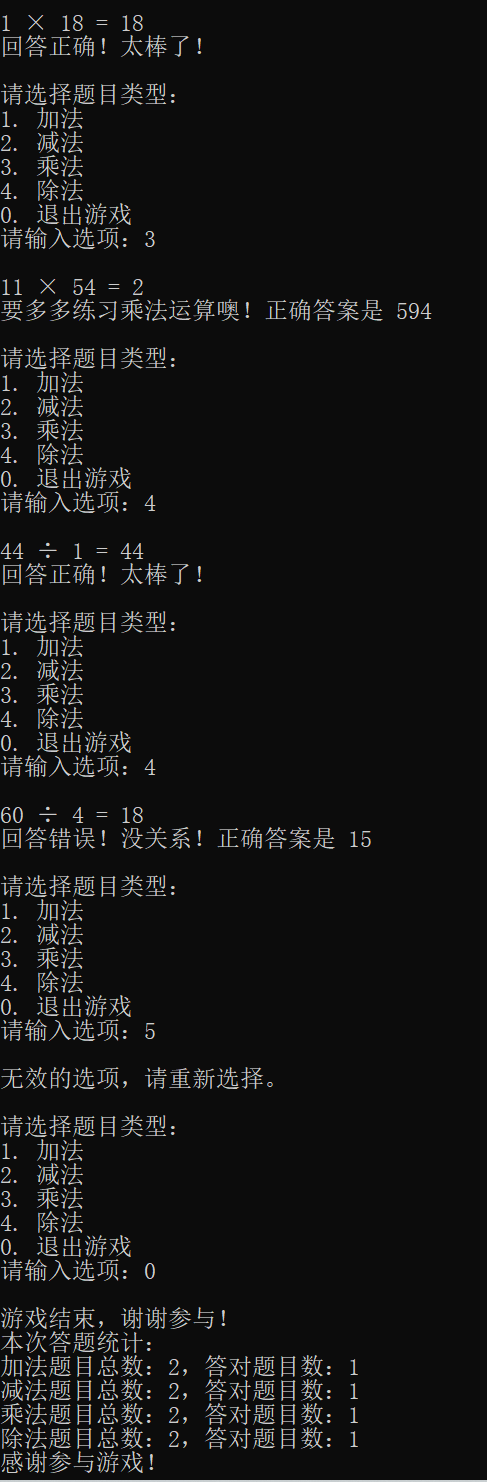 1 × 18 = 18
回答正确！太棒了！
请选择题目类型：
1. 加法
2. 减法
3. 乘法
4. 除法
0. 退出游戏
请输入选项：3
11 × 54 = 2
要多多练习乘法运算噢！正确答案是 594
请选择题目类型：
1. 加法
2. 减法
3. 乘法
4. 除法
0. 退出游戏
请输入选项：4
44 ÷ 1 = 44
回答正确！太棒了！
请选择题目类型：
1. 加法
2. 减法
3. 乘法
4. 除法
0. 退出游戏
请输入选项：4
60 ÷ 4 = 18
回答错误！没关系！正确答案是 15
请选择题目类型：
1. 加法
2. 减法
3. 乘法
4. 除法
0. 退出游戏
请输入选项：5
无效的选项，请重新选择。
请选择题目类型：
1. 加法
2. 减法
3. 乘法
4. 除法
0. 退出游戏
请输入选项：0
游戏结束，谢谢参与！
本次答题统计：
加法题目总数：2，答对题目数：1
减法题目总数：2，答对题目数：1
乘法题目总数：2，答对题目数：1
除法题目总数：2，答对题目数：1
感谢参与游戏！